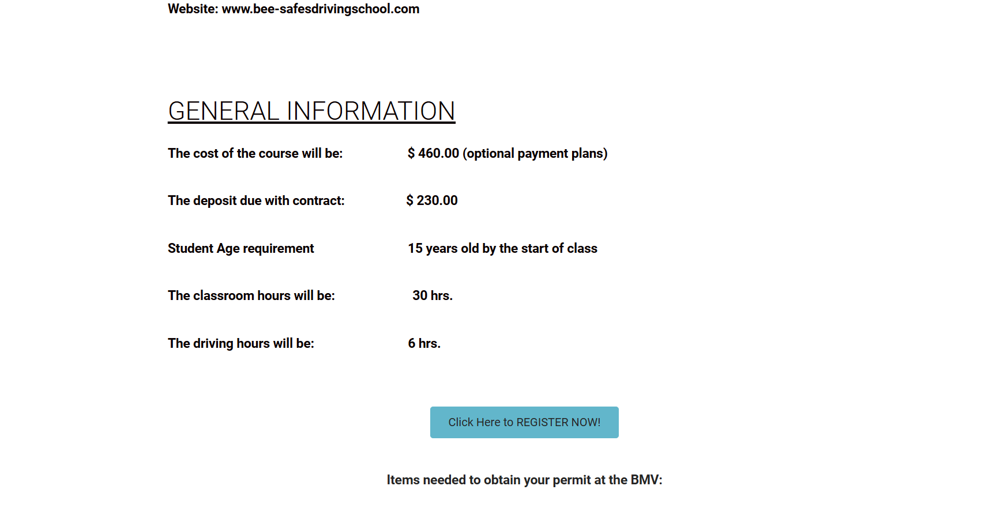 Website: www.bee-safesdrivingschool.com
GENERAL INFORMATION
The cost of the course will be: $ 460.00 (optional payment plans)
The deposit due with contract: $ 230.00
Student Age requirement 15 years old by the start of class
The classroom hours will be: 30 hrs.
The driving hours will be: 6 hrs.
Click Here to REGISTER NOW!
Items needed to obtain your permit at the BMV: